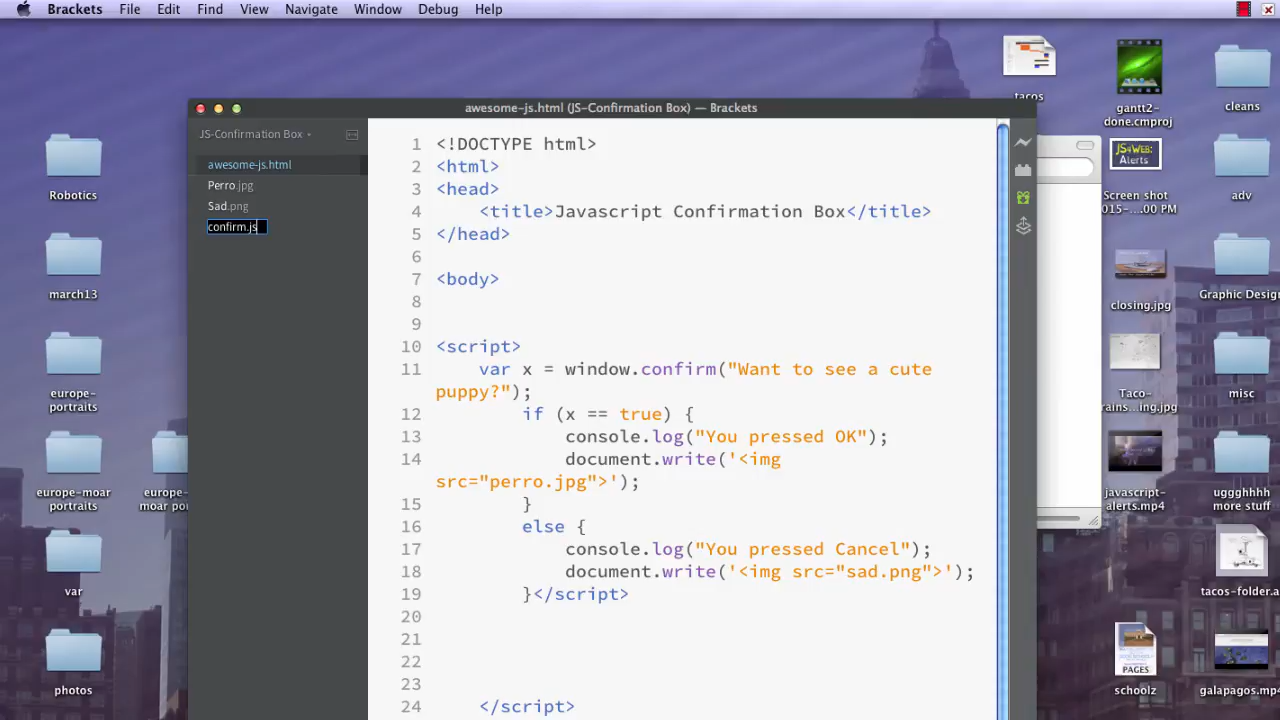 Brackets File Edit Find View Navigate Window Debug Help
awesome-js.html (JS-Confirmation Box) — Brackets
JS-Confirmation Box
awesome-js.html
Perro.jpg
Sad.png
confirm.js
1 <!DOCTYPE html>
2 <html>
3 <head>
4 <title>Javascript Confirmation Box</title>
5 </head>
6
7 <body>
8
9
10 <script>
11 var x = window.confirm("Want to see a cute
puppy?");
12 if (x == true) {
13 console.log("You pressed OK");
14 document.write('<img
src="perro.jpg">');
15 }
16 else {
17 console.log("You pressed Cancel");
18 document.write('<img src="sad.png">');
19 }</script>
20
21
22
23
24 </script>
Robotics
march13
europe-
portraits
europe-moar
portraits
europe-
moar po
var
photos
tacos
gantt2-
done.cmproj
JS4WEB:
Alerts
Screen shot
015-....00 PM
closing.jpg
Taco-
rains...ing.jpg
javascript-
alerts.mp4
PAGES
schoolz
cleans
adv
Graphic Design
misc
uggghhhh
more stuff
tacos-folder.a
galapagos.mp4